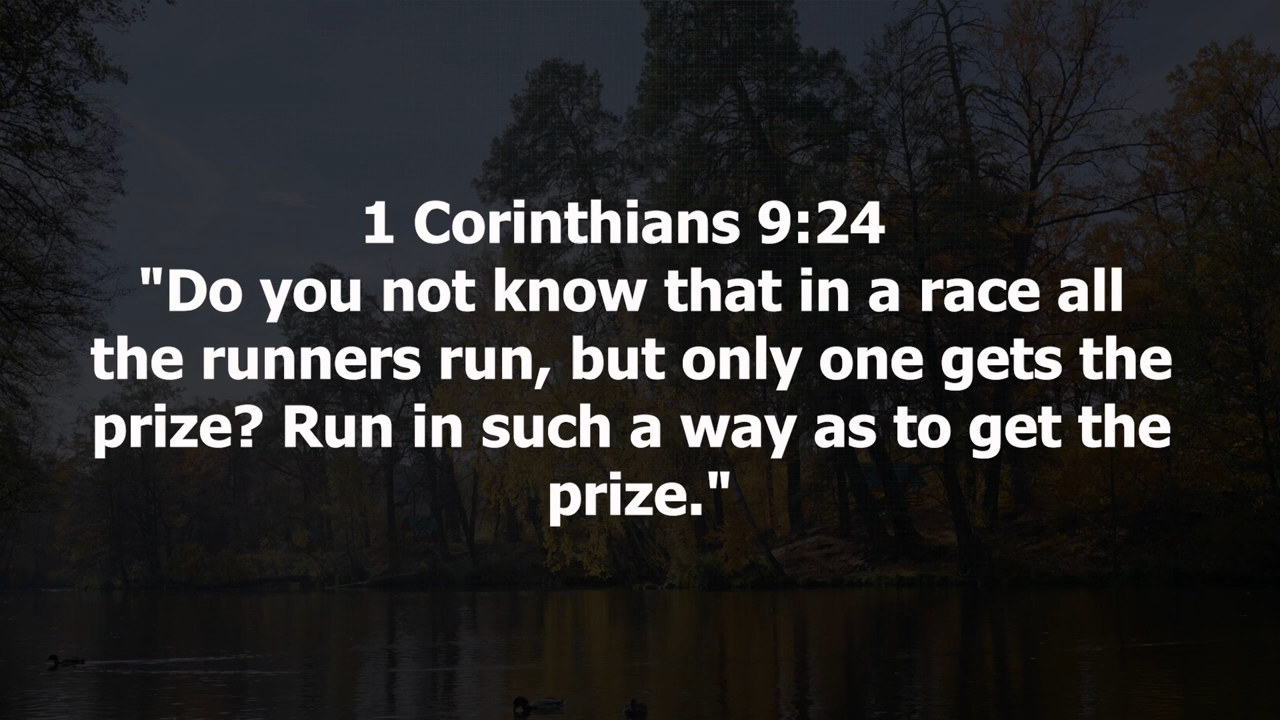 1 Corinthians 9:24
"Do you not know that in a race all
the runners run, but only one gets the
prize? Run in such a way as to get the
prize."